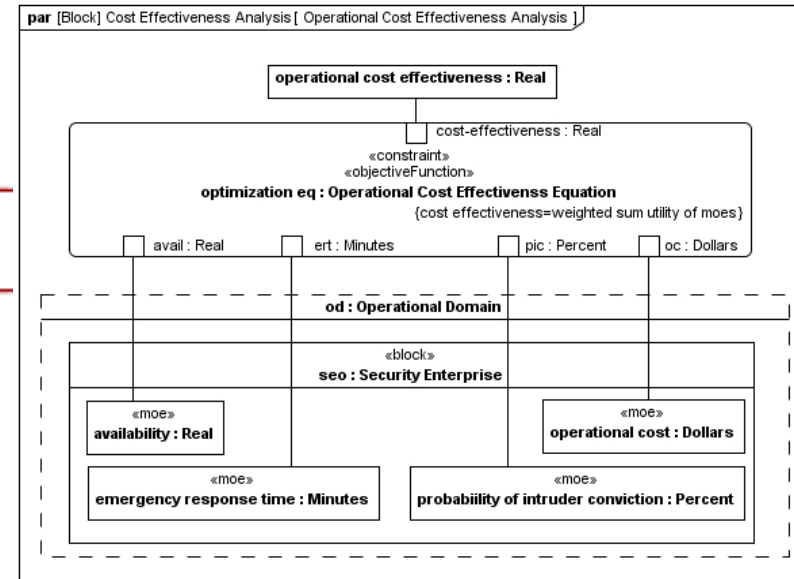 par [Block] Cost Effectiveness Analysis [ Operational Cost Effectiveness Analysis ]
operational cost effectiveness : Real
cost-effectiveness : Real
«constraint»
«objectiveFunction»
optimization eq : Operational Cost Effectivenss Equation
{cost effectiveness=weighted sum utility of moes}
avail : Real
ert : Minutes
pic : Percent
oc : Dollars
od : Operational Domain
«block»
seo : Security Enterprise
«moe»
availability : Real
«moe»
operational cost : Dollars
«moe»
emergency response time : Minutes
«moe»
probabiility of intruder conviction : Percent